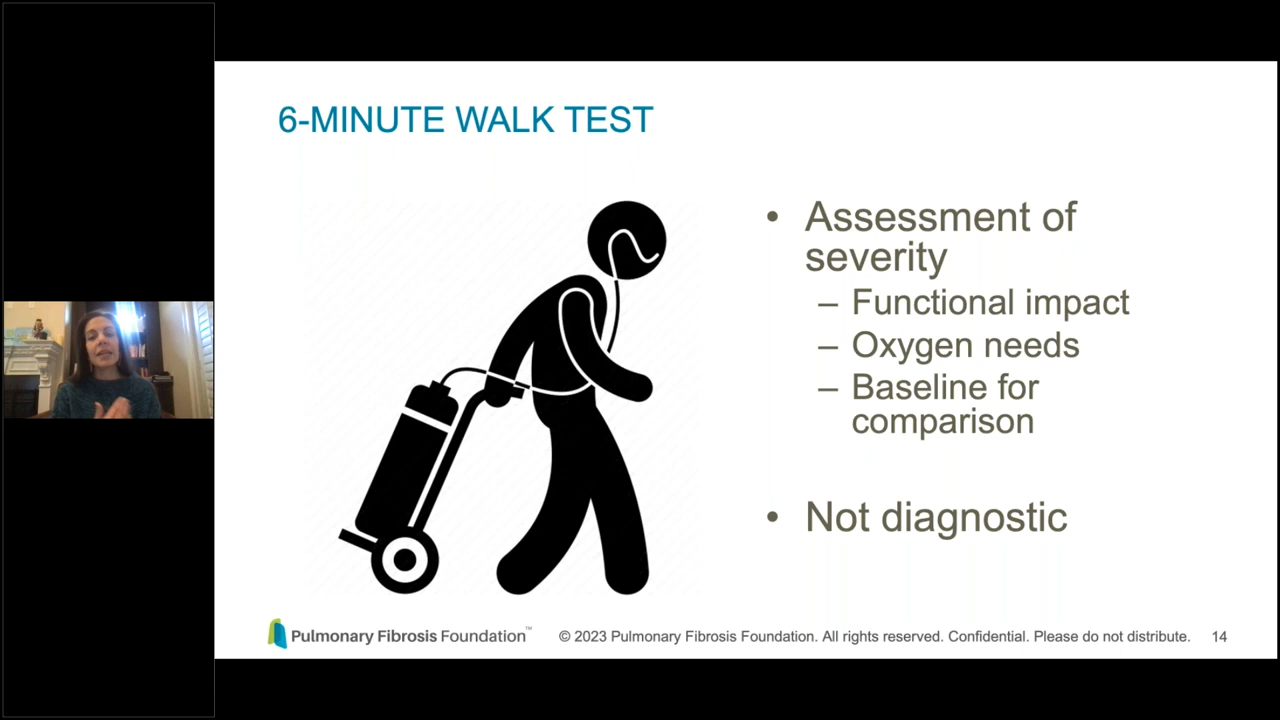 6-MINUTE WALK TEST
• Assessment of
severity
– Functional impact
– Oxygen needs
– Baseline for
comparison
• Not diagnostic
Pulmonary Fibrosis Foundation™ © 2023 Pulmonary Fibrosis Foundation. All rights reserved. Confidential. Please do not distribute. 14